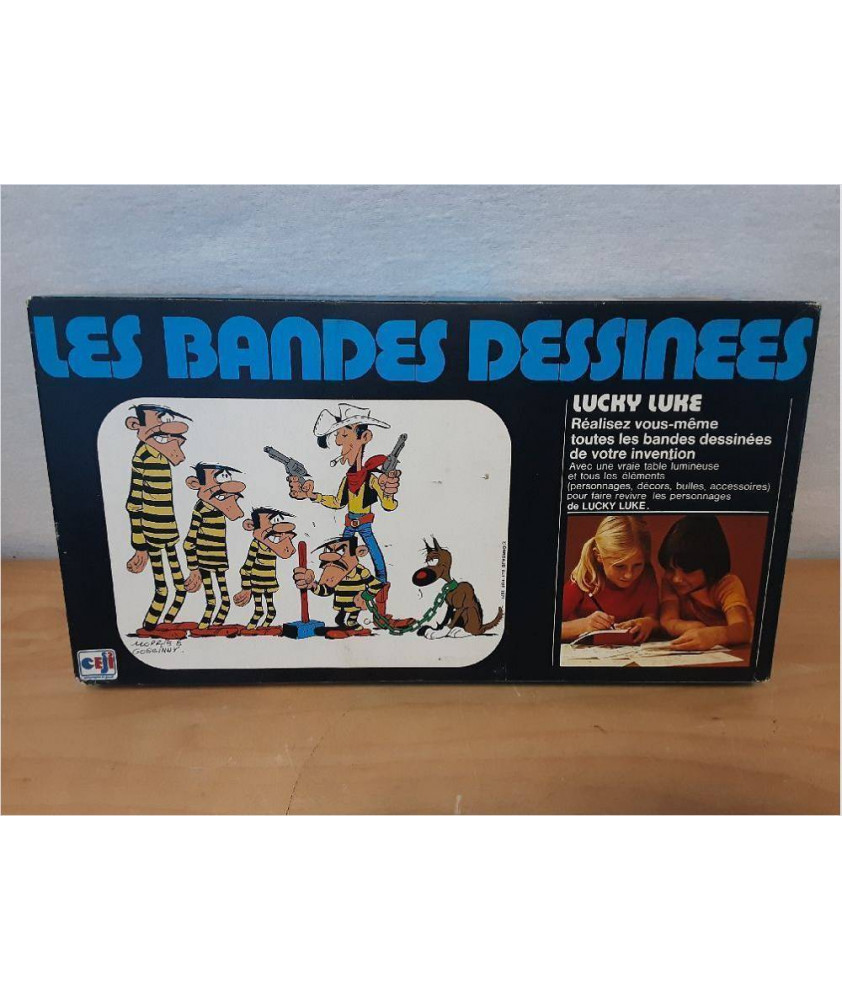 LES BANDES DESSINEES
LUCKY LUKE
Réalisez vous-même
toutes les bandes dessinées
de votre invention
Avec une vraie table lumineuse
et tous les éléments
(personnages, décors, bulles, accessoires)
pour faire revivre les personnages
de LUCKY LUKE.
MORRIS &
GOSCINNY.
CEJI